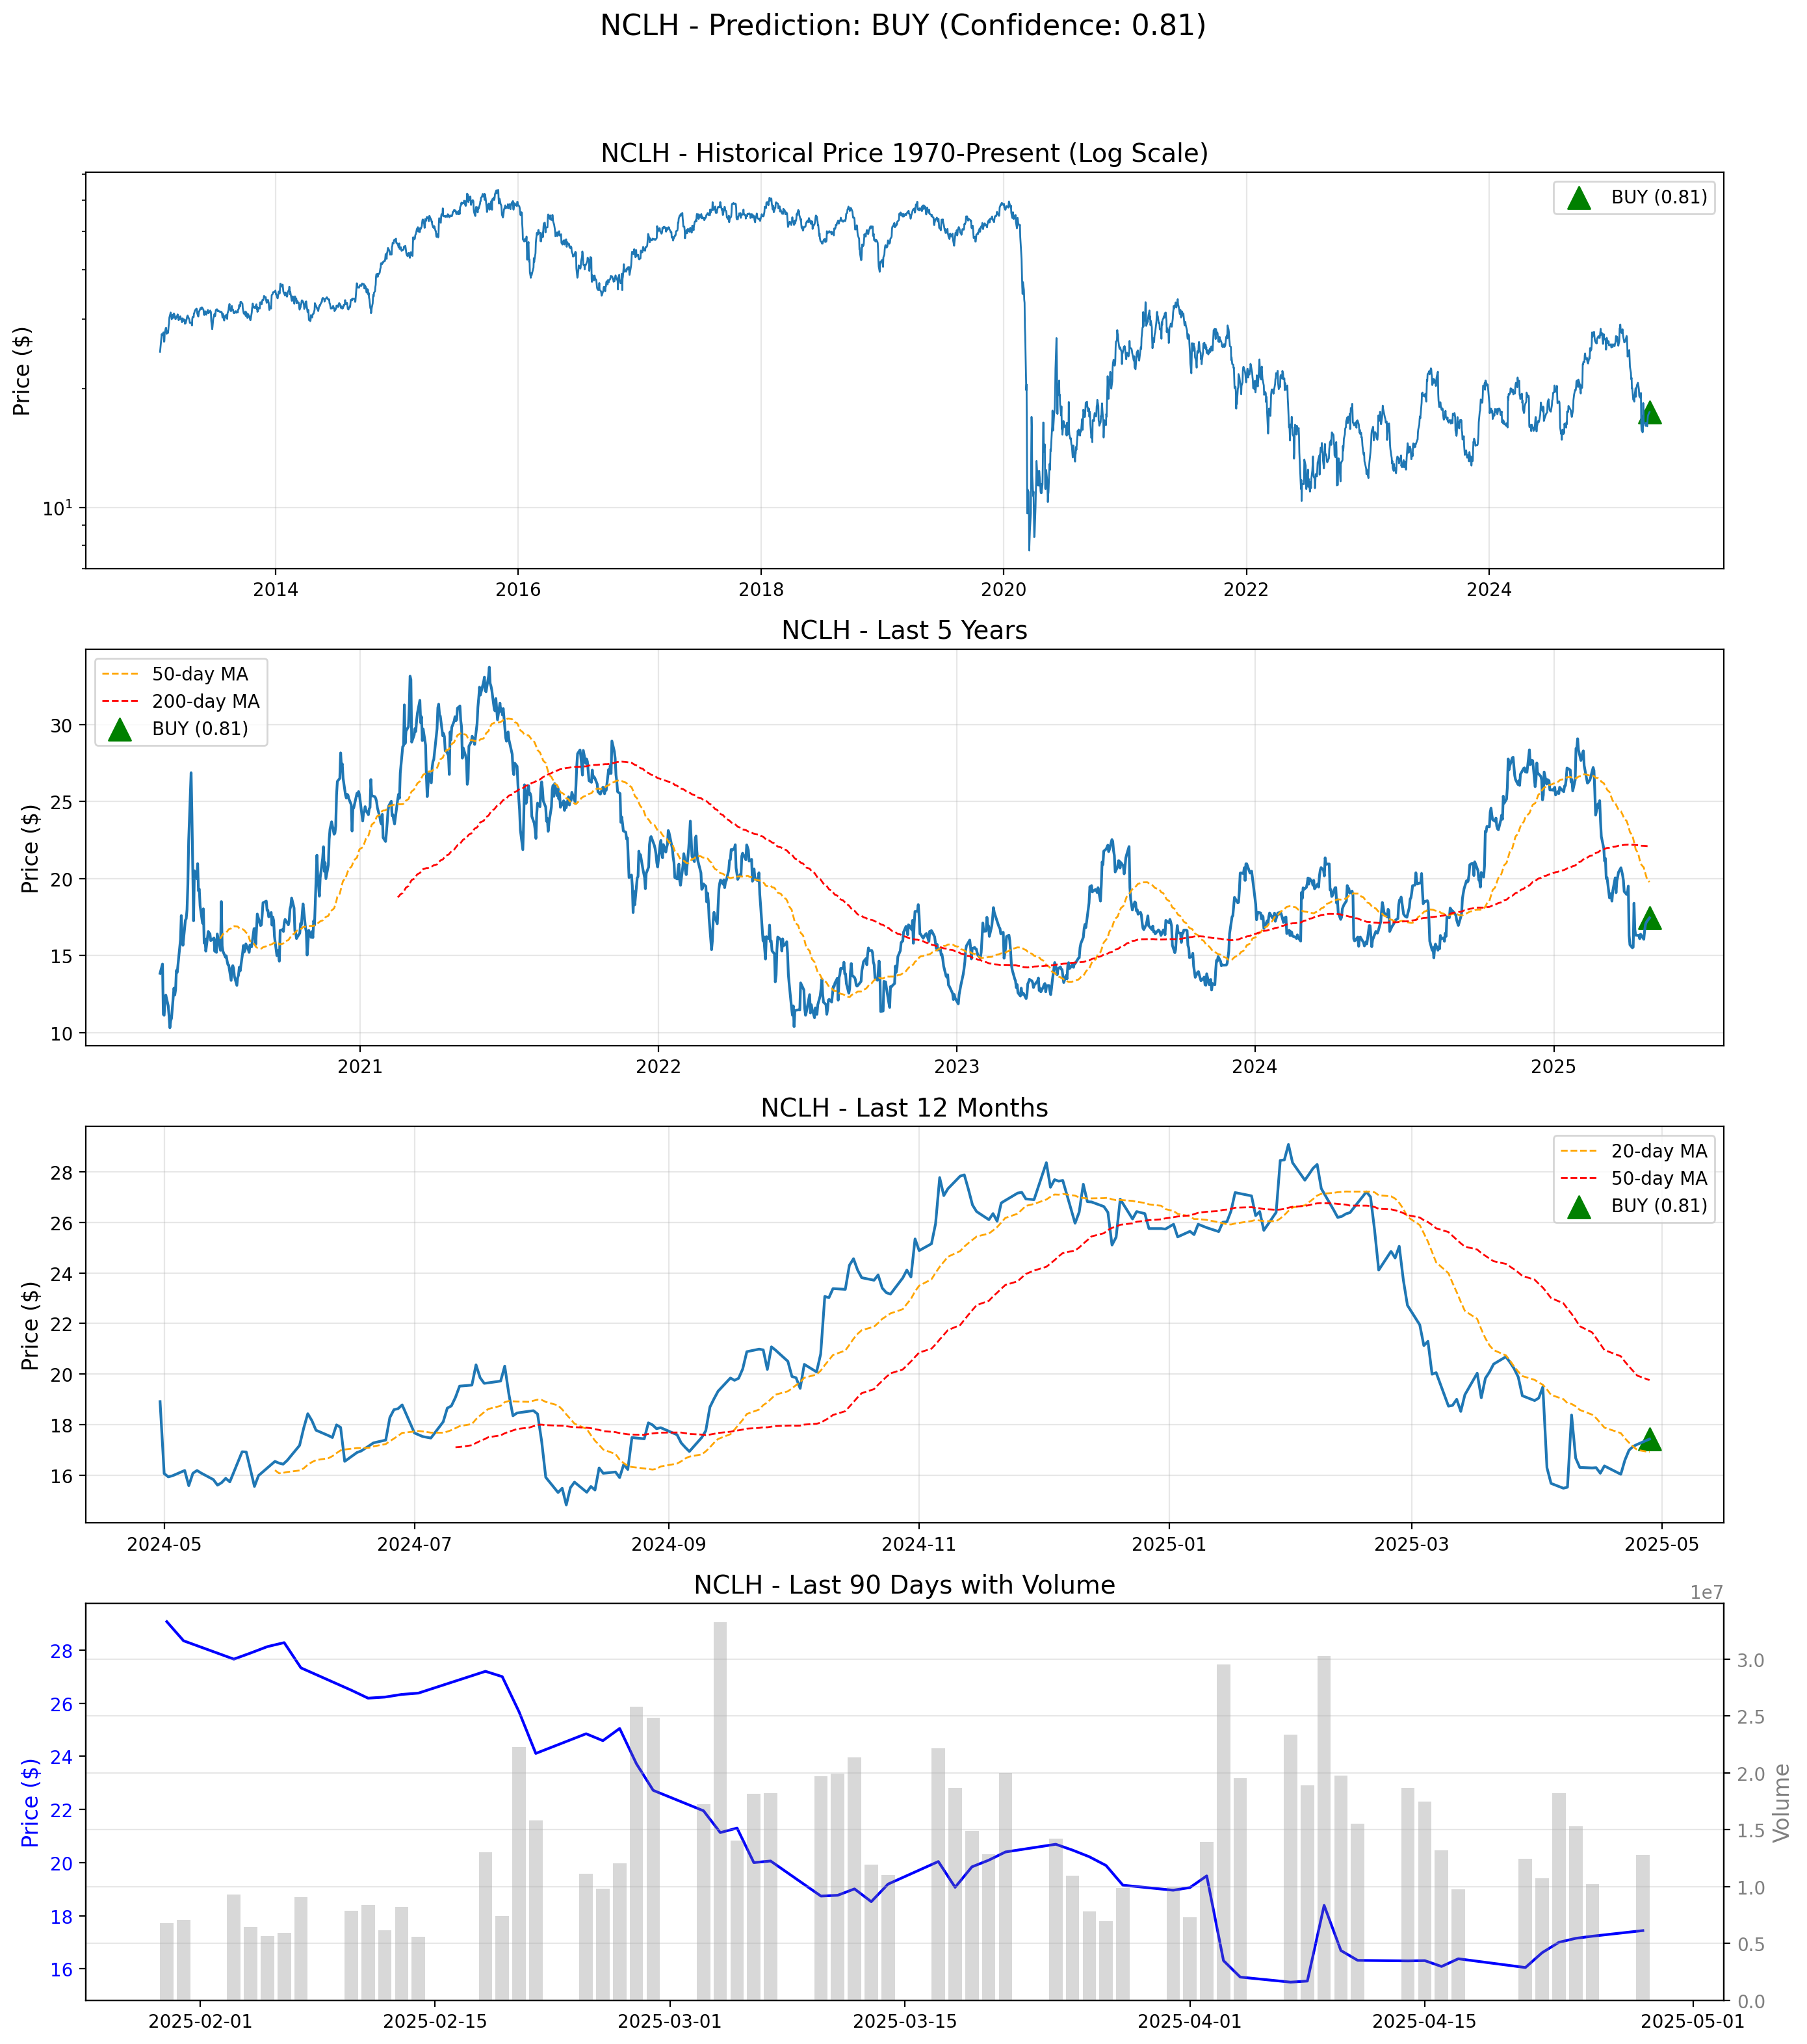 NCLH - Prediction: BUY (Confidence: 0.81)
NCLH - Historical Price 1970-Present (Log Scale)
BUY (0.81)
Price ($)
10¹
2014 2016 2018 2020 2022 2024
NCLH - Last 5 Years
50-day MA
200-day MA
BUY (0.81)
Price ($)
30
25
20
15
10
2021 2022 2023 2024 2025
NCLH - Last 12 Months
20-day MA
50-day MA
BUY (0.81)
Price ($)
28
26
24
22
20
18
16
2024-05 2024-07 2024-09 2024-11 2025-01 2025-03 2025-05
NCLH - Last 90 Days with Volume
1e7
Price ($)
28
26
24
22
20
18
16
3.0
2.5
2.0
1.5
1.0
0.5
0.0
Volume
2025-02-01 2025-02-15 2025-03-01 2025-03-15 2025-04-01 2025-04-15 2025-05-01